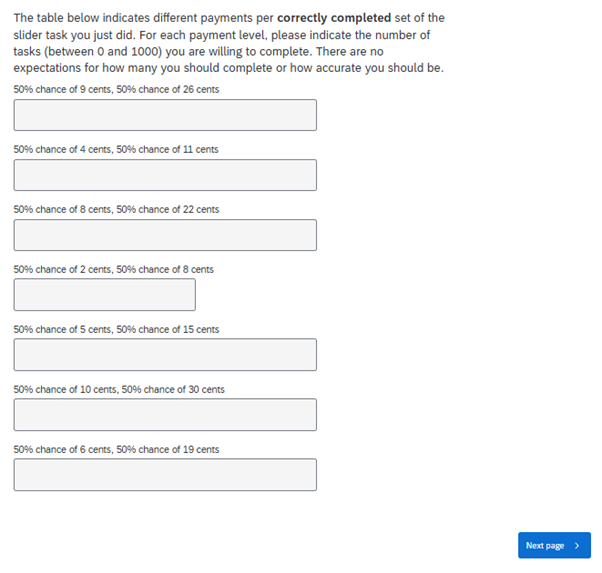 The table below indicates different payments per correctly completed set of the
slider task you just did. For each payment level, please indicate the number of
tasks (between 0 and 1000) you are willing to complete. There are no
expectations for how many you should complete or how accurate you should be.
50% chance of 9 cents, 50% chance of 26 cents
50% chance of 4 cents, 50% chance of 11 cents
50% chance of 8 cents, 50% chance of 22 cents
50% chance of 2 cents, 50% chance of 8 cents
50% chance of 5 cents, 50% chance of 15 cents
50% chance of 10 cents, 50% chance of 30 cents
50% chance of 6 cents, 50% chance of 19 cents
Next page